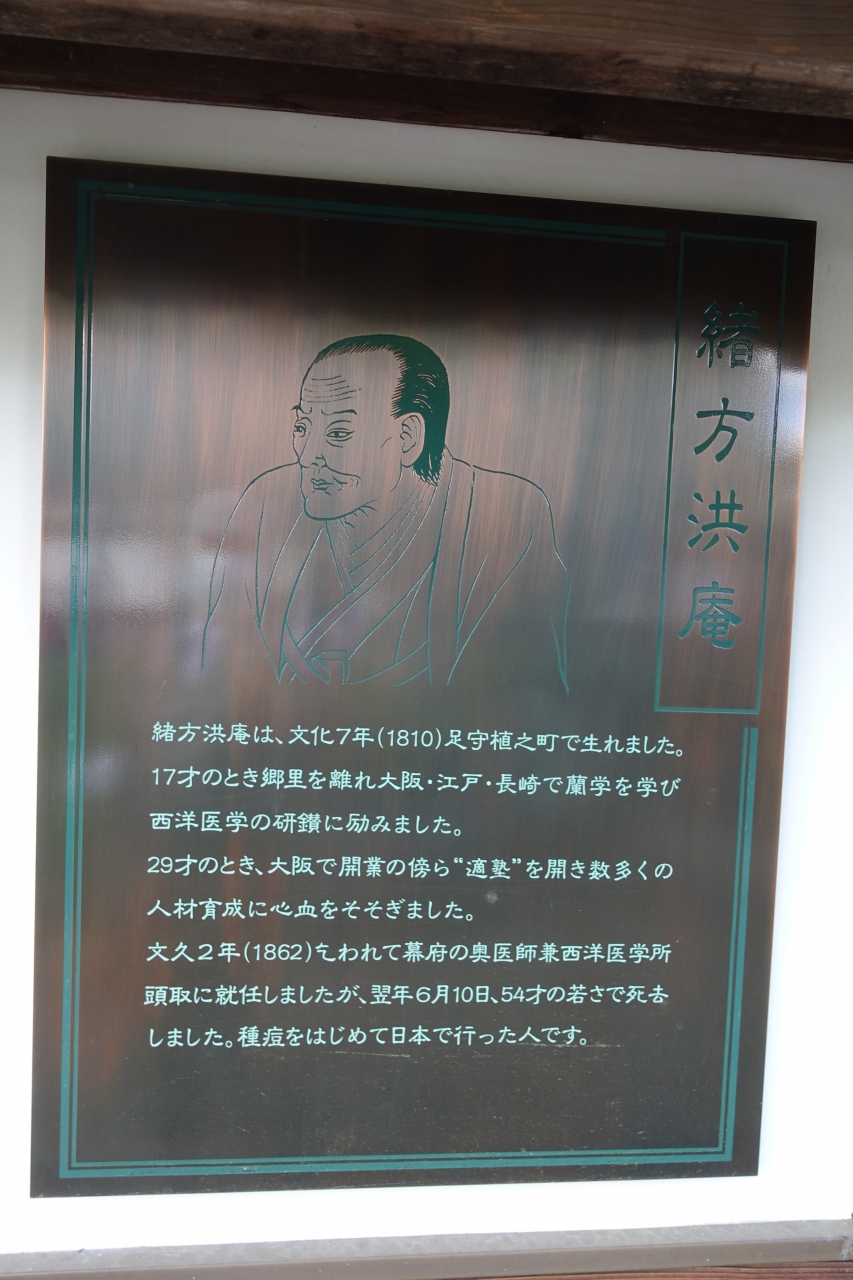 緒方洪庵
緒方洪庵は、文化7年(1810)足守植之町で生れました。
17才のとき郷里を離れ大阪・江戸・長崎で蘭学を学び
西洋医学の研鑚に励みました。
29才のとき、大阪で開業の傍ら“適塾”を開き数多くの
人材育成に心血をそそぎました。
文久2年(1862)乞われて幕府の奥医師兼西洋医学所
頭取に就任しましたが、翌年6月10日、54才の若さで死去
しました。種痘をはじめて日本で行った人です。